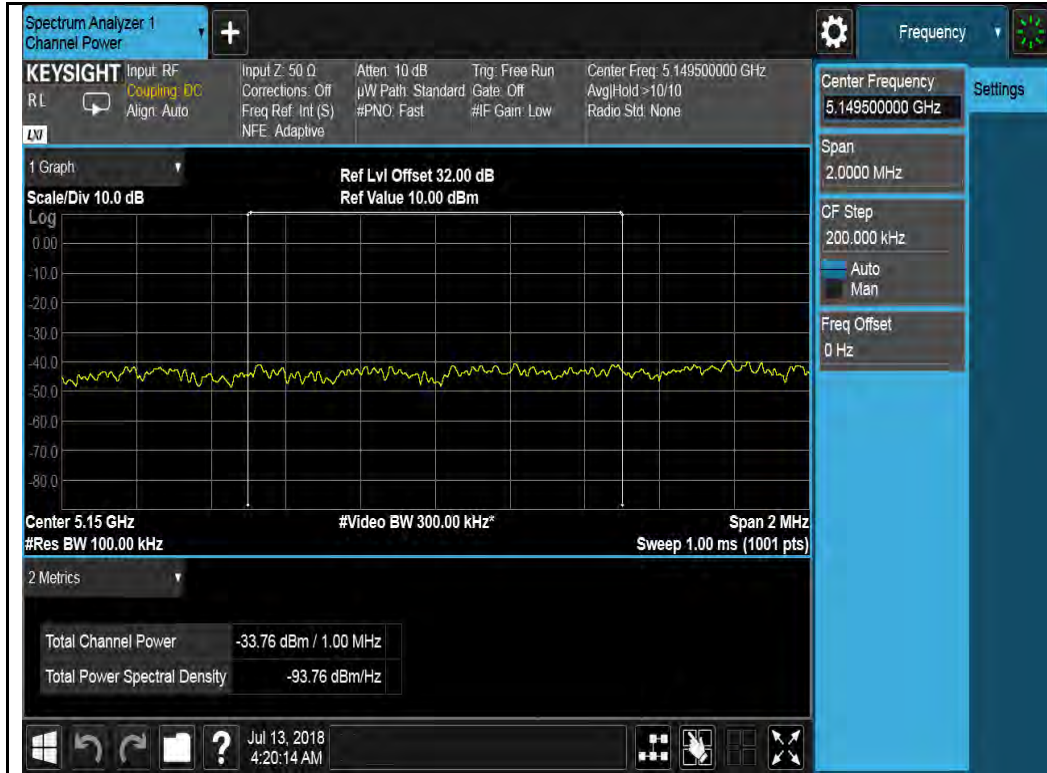 Spectrum Analyzer 1
Channel Power
+
Frequency
KEYSIGHT
RL
LXI
Input: RF
Coupling: DC
Align: Auto
Input Z: 50 Ω
Corrections: Off
Freq Ref: Int (S)
NFE: Adaptive
Atten: 10 dB
µW Path: Standard
#PNO: Fast
Trig: Free Run
Gate: Off
#IF Gain: Low
Center Freq: 5.149500000 GHz
Avg|Hold >10/10
Radio Std: None
Center Frequency
5.149500000 GHz
Settings
Span
2.0000 MHz
CF Step
200.000 kHz
Auto
Man
Freq Offset
0 Hz
1 Graph
Ref Lvl Offset 32.00 dB
Scale/Div 10.0 dB
Ref Value 10.00 dBm
Log
0.00
-10.0
-20.0
-30.0
-40.0
-50.0
-60.0
-70.0
-80.0
Center 5.15 GHz
#Video BW 300.00 kHz*
Span 2 MHz
#Res BW 100.00 kHz
Sweep 1.00 ms (1001 pts)
2 Metrics
Total Channel Power
-33.76 dBm / 1.00 MHz
Total Power Spectral Density
-93.76 dBm/Hz
?
Jul 13, 2018
4:20:14 AM